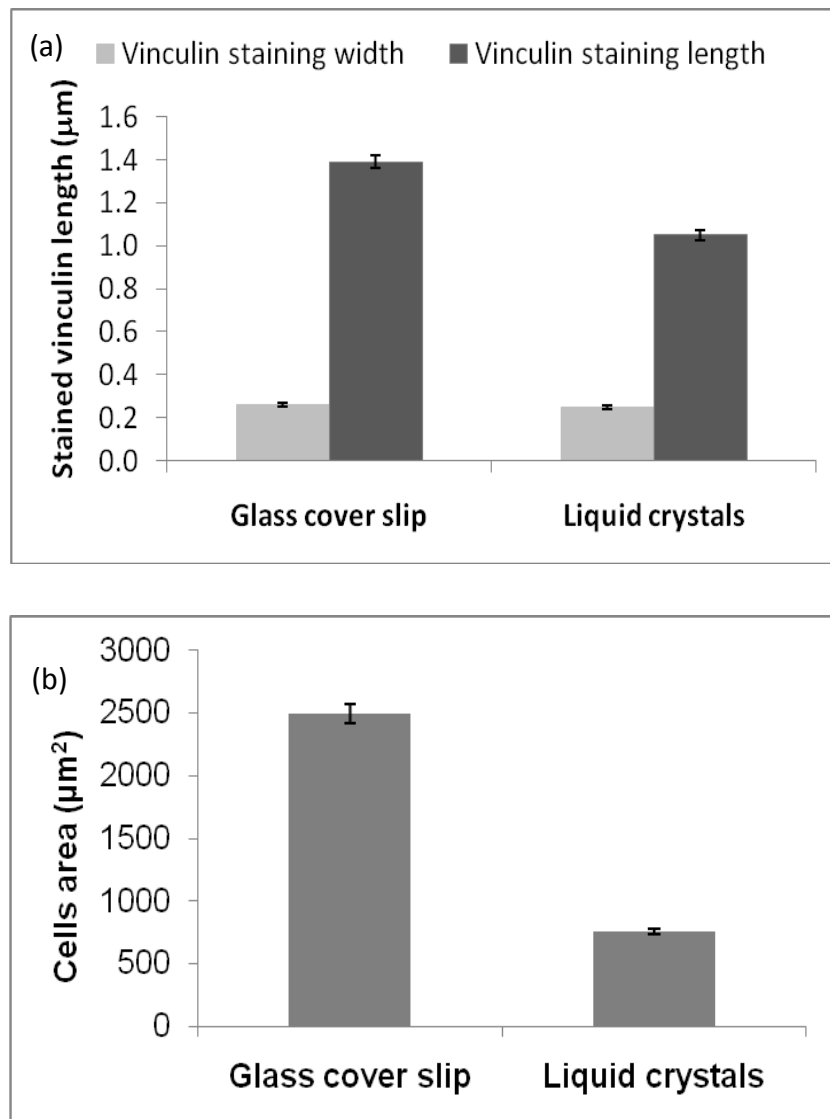 (a)
Vinculin staining width Vinculin staining length
Stained vinculin length (μm)
1.6
1.4
1.2
1.0
0.8
0.6
0.4
0.2
0.0
Glass cover slip Liquid crystals
(b)
Cells area (μm²)
3000
2500
2000
1500
1000
500
0
Glass cover slip Liquid crystals